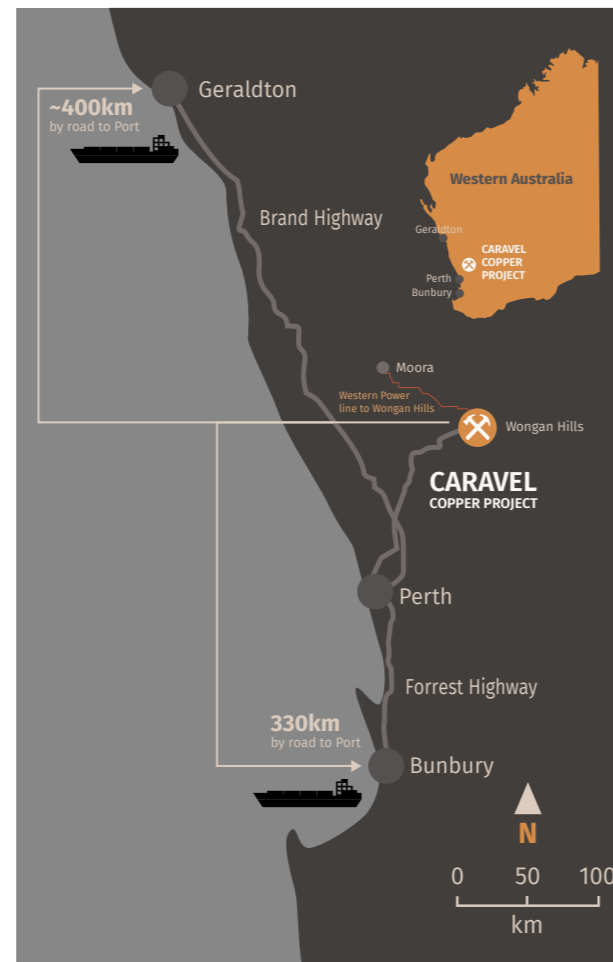 Geraldton
~400km
by road to Port
Brand Highway
Western Australia
Geraldton
CARAVEL
COPPER
PROJECT
Perth
Bunbury
Moora
Western Power
line to Wongan Hills
Wongan Hills
CARAVEL
COPPER PROJECT
Perth
Forrest Highway
330km
by road to Port
Bunbury
N
0 50 100
km